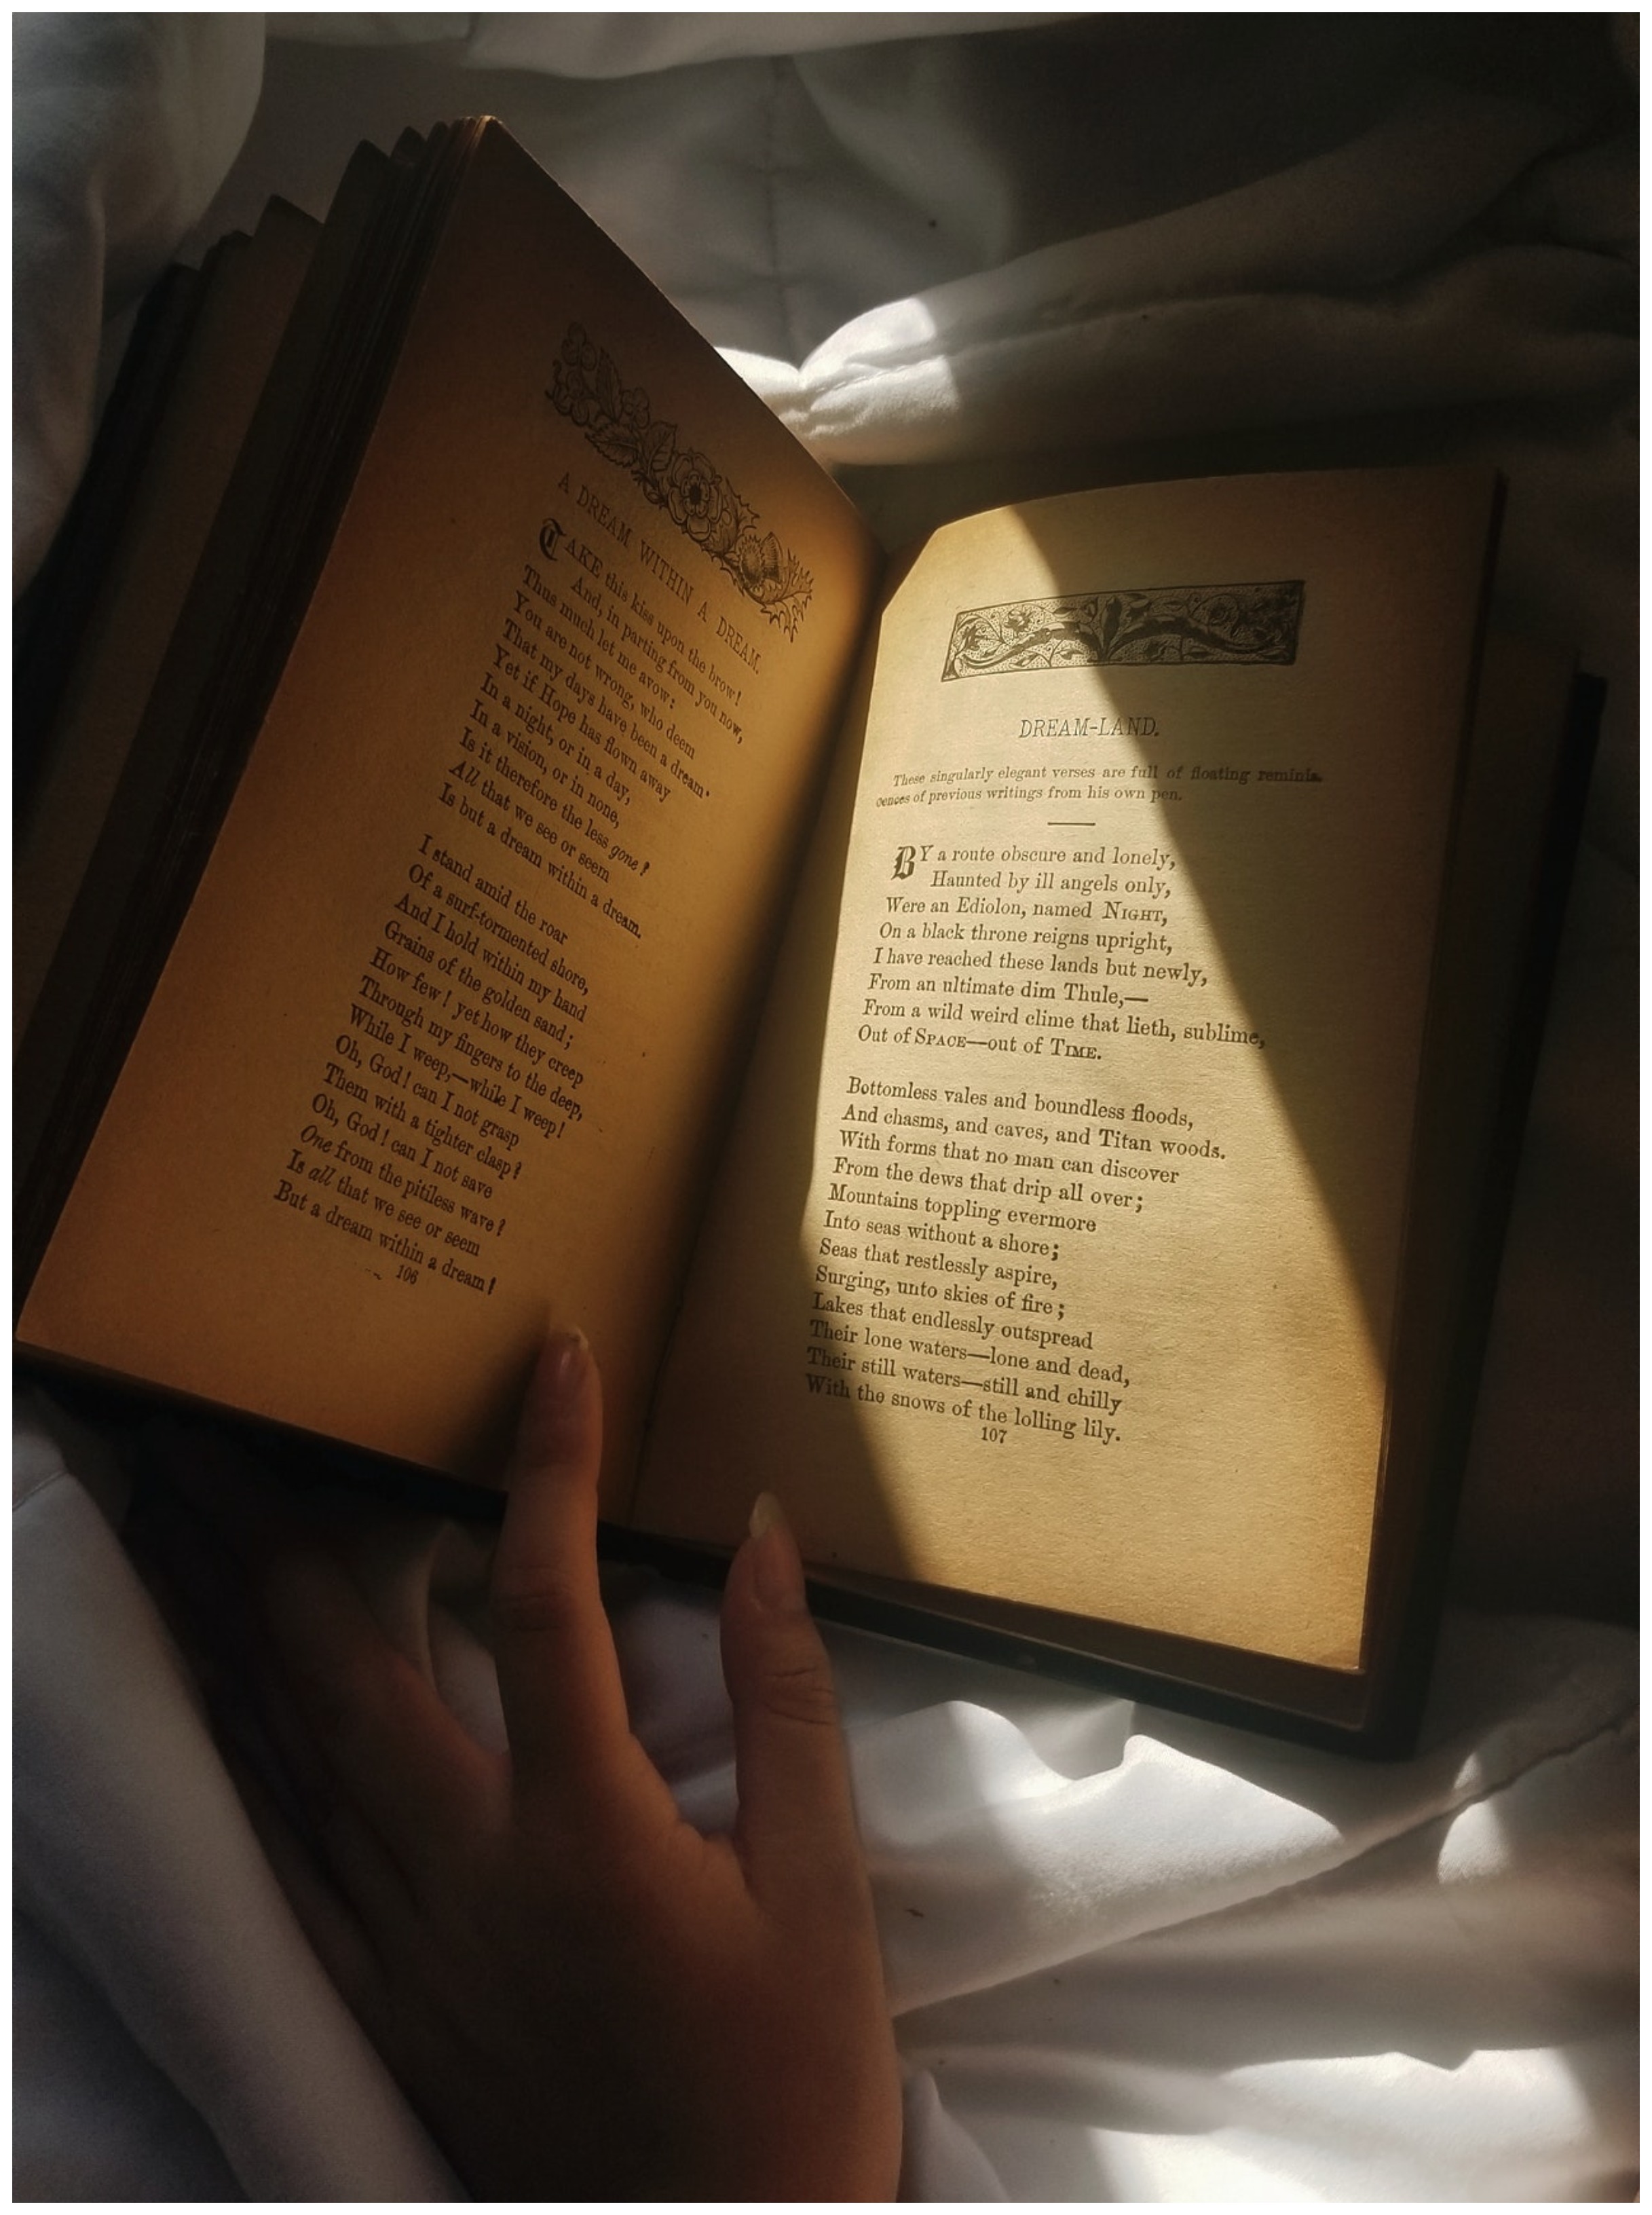 A DREAM WITHIN A DREAM.
TAKE this kiss upon the brow!
And, in parting from you now,
Thus much let me avow:
You are not wrong, who deem
That my days have been a dream·
Yet if Hope has flown away
In a night, or in a day,
In a vision, or in none,
Is it therefore the less gone?
All that we see or seem
Is but a dream within a dream.
I stand amid the roar
Of a surf-tormented shore,
And I hold within my hand
Grains of the golden sand;
How few! yet how they creep
Through my fingers to the deep,
While I weep,—while I weep!
Oh, God! can I not grasp
Them with a tighter clasp?
Oh, God! can I not save
One from the pitiless wave?
Is all that we see or seem
But a dream within a dream!
106
DREAM-LAND.
These singularly elegant verses are full of floating reminis-
cences of previous writings from his own pen.
BY a route obscure and lonely,
Haunted by ill angels only,
Were an Ediolon, named NIGHT,
On a black throne reigns upright,
I have reached these lands but newly,
From an ultimate dim Thule,—
From a wild weird clime that lieth, sublime,
Out of SPACE—out of TIME.
Bottomless vales and boundless floods,
And chasms, and caves, and Titan woods.
With forms that no man can discover
From the dews that drip all over;
Mountains toppling evermore
Into seas without a shore;
Seas that restlessly aspire,
Surging, unto skies of fire;
Lakes that endlessly outspread
Their lone waters—lone and dead,
Their still waters—still and chilly
With the snows of the lolling lily.
107